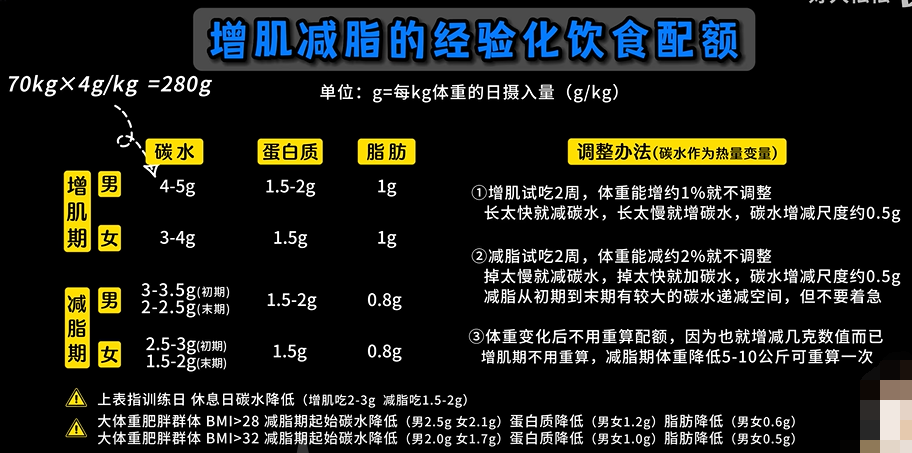 增肌减脂的经验化饮食配额
70kg×4g/kg =280g
单位：g=每kg体重的日摄入量（g/kg）
碳水 蛋白质 脂肪
增肌期 男 4-5g 1.5-2g 1g
女 3-4g 1.5g 1g
减脂期 男 3-3.5g(初期) 1.5-2g 0.8g
2-2.5g(末期)
女 2.5-3g(初期) 1.5g 0.8g
1.5-2g(末期)
调整办法(碳水作为热量变量)
①增肌试吃2周，体重能增约1%就不调整
长太快就减碳水，长太慢就增碳水，碳水增减尺度约0.5g
②减脂试吃2周，体重能减约2%就不调整
掉太慢就减碳水，掉太快就加碳水，碳水增减尺度约0.5g
减脂从初期到末期有较大的碳水递减空间，但不要着急
③体重变化后不用重算配额，因为也就增减几克数值而已
增肌期不用重算，减脂期体重降低5-10公斤可重算一次
上表指训练日 休息日碳水降低（增肌吃2-3g 减脂吃1.5-2g）
大体重肥胖群体 BMI>28 减脂期起始碳水降低（男2.5g 女2.1g）蛋白质降低（男女1.2g）脂肪降低（男女0.6g）
大体重肥胖群体 BMI>32 减脂期起始碳水降低（男2.0g 女1.7g）蛋白质降低（男女1.0g）脂肪降低（男女0.5g）